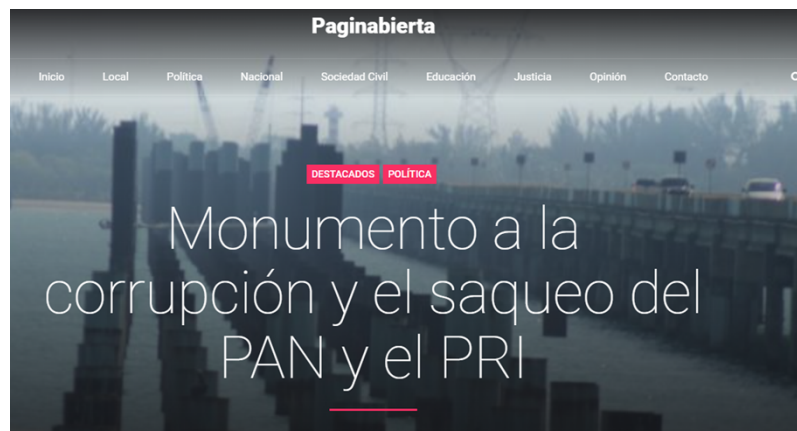 Paginabierta
Inicio Local Política Nacional Sociedad Civil Educación Justicia Opinión Contacto
DESTACADOS POLÍTICA
Monumento a la
corrupción y el saqueo del
PAN y el PRI